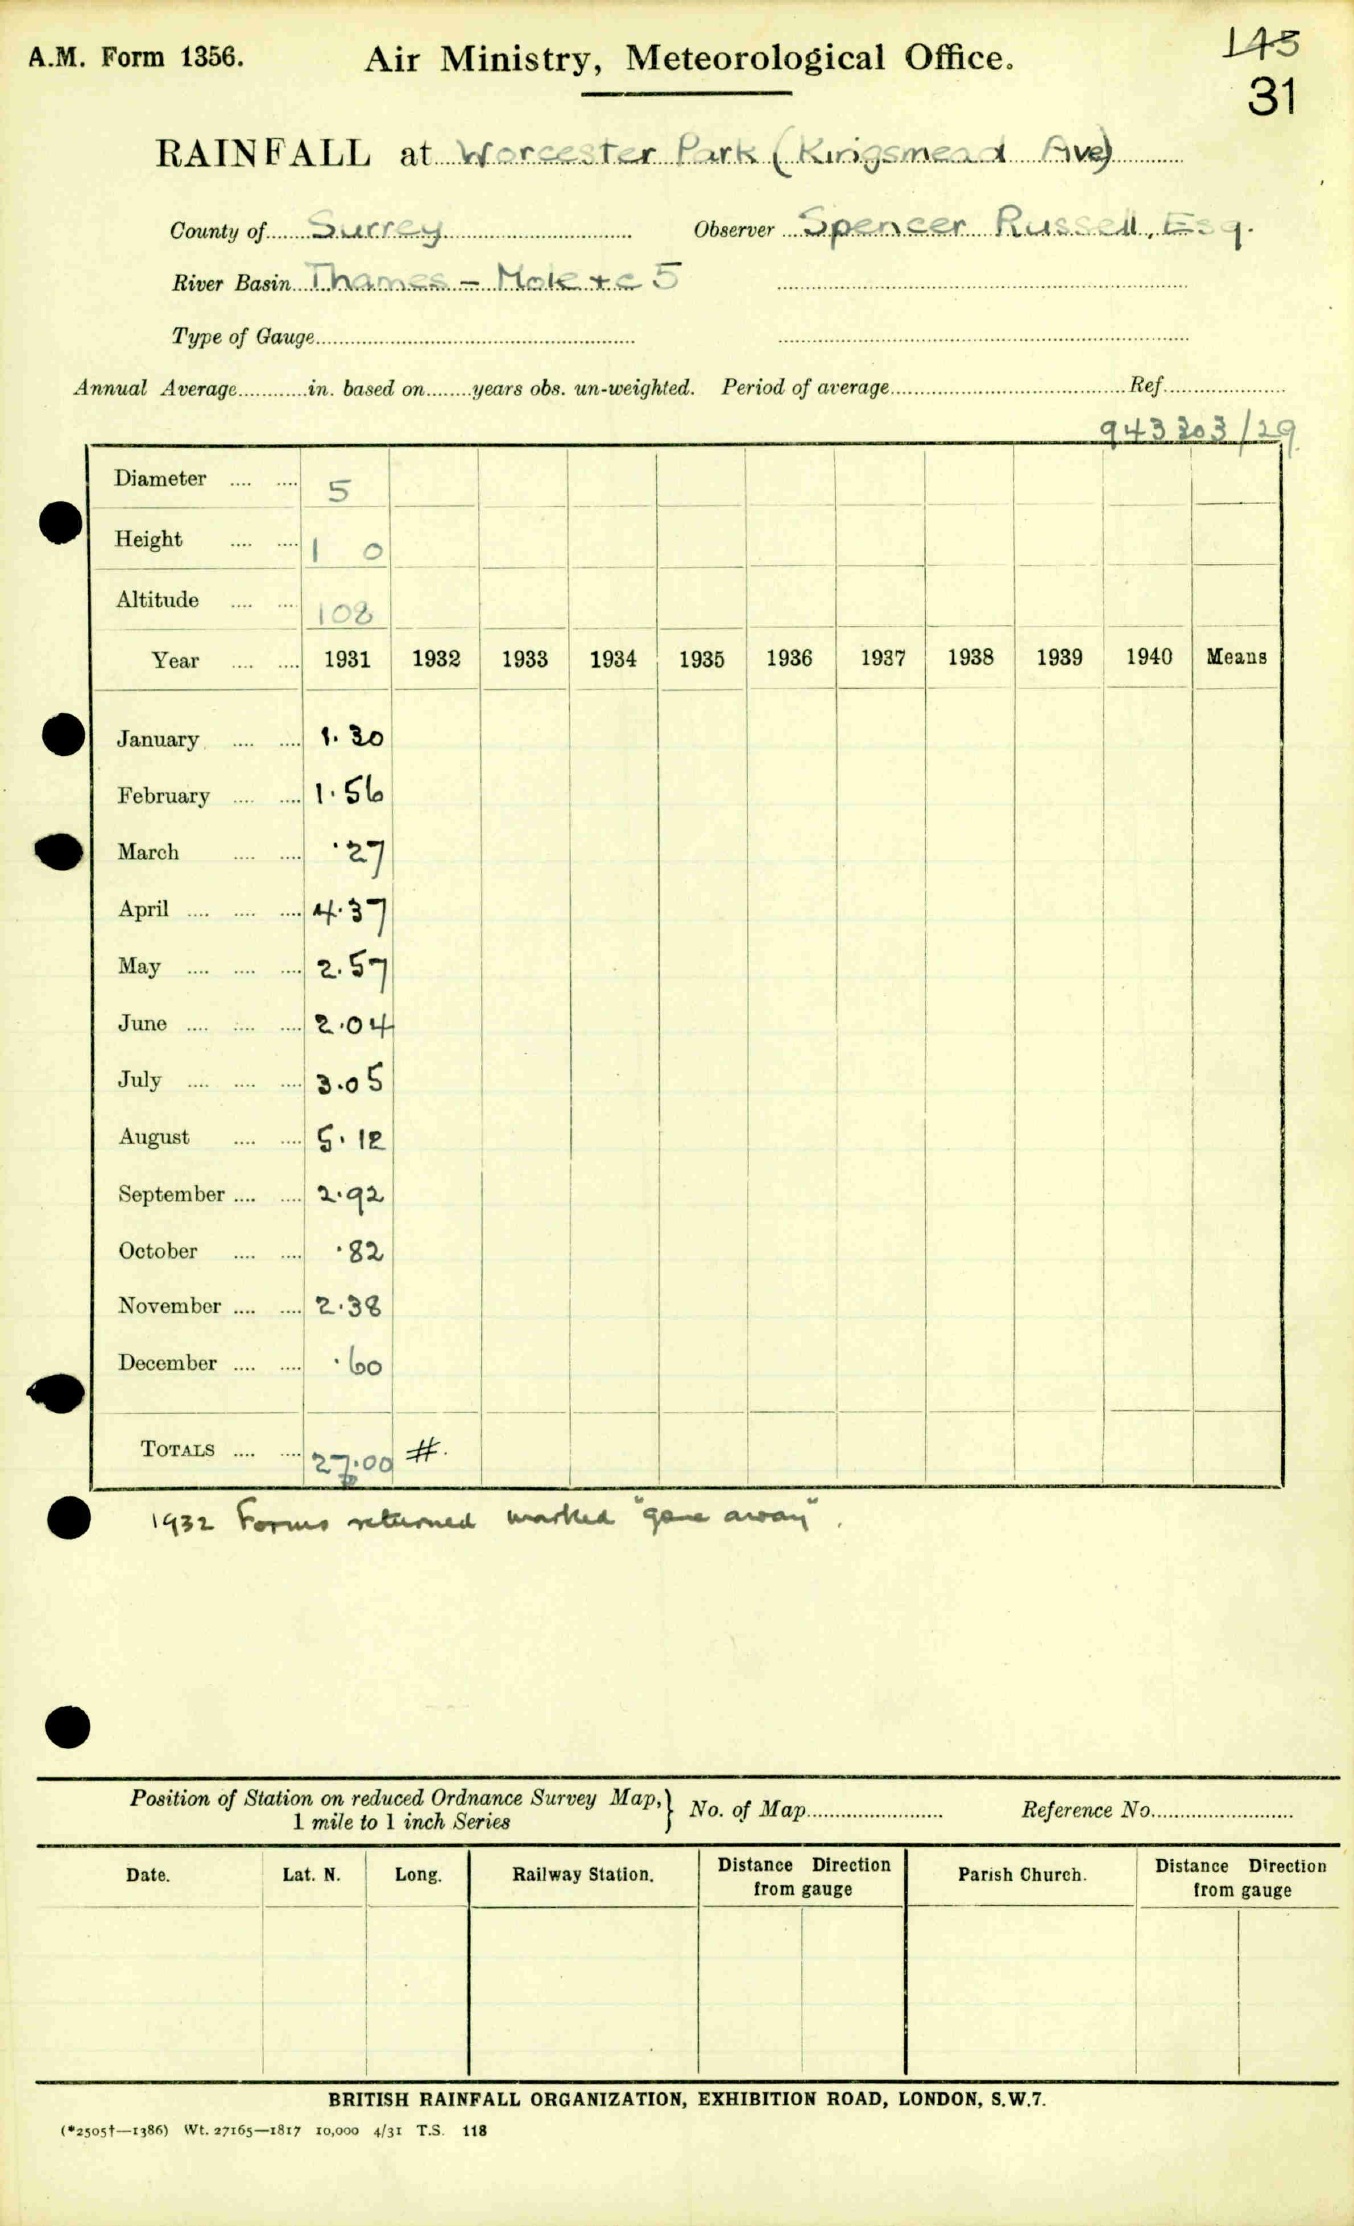 A.M. Form 1356. Air Ministry, Meteorological Office. 145
31
RAINFALL at Worcester Park (Kingsmead Ave)
County of Surrey Observer Spencer Russell, Esq.
River Basin Thames - Mole +c 5
Type of Gauge
Annual Average in. based on years obs. un-weighted. Period of average Ref.
943303/29
Diameter 5
Height 1 0
Altitude 108
Year 1931 1932 1933 1934 1935 1936 1937 1938 1939 1940 Means
January 1.30
February 1.56
March .27
April 4.37
May 2.57
June 2.04
July 3.05
August 5.12
September 2.92
October .82
November 2.38
December .60
TOTALS 27.00 #.
1932 Forms returned marked "gone away".
Position of Station on reduced Ordnance Survey Map, } No. of Map Reference No.
1 mile to 1 inch Series
Date. Lat. N. Long. Railway Station. Distance Direction from gauge Parish Church. Distance Direction from gauge
BRITISH RAINFALL ORGANIZATION, EXHIBITION ROAD, LONDON, S.W.7.
(*2505†—1386) Wt. 27165—1817 10,000 4/31 T.S. 118